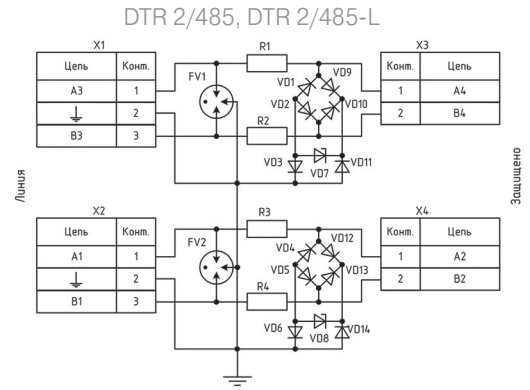 DTR 2/485, DTR 2/485-L
X1
Цепь Конт.
A3 1
2
B3 3
FV1
R1
R2
VD1
VD9
VD2
VD10
VD3
VD7
VD11
X3
Конт. Цепь
1 A4
2 B4
Линия
Защищено
X2
Цепь Конт.
A1 1
2
B1 3
FV2
R3
R4
VD4
VD12
VD5
VD13
VD6
VD8
VD14
X4
Конт. Цепь
1 A2
2 B2